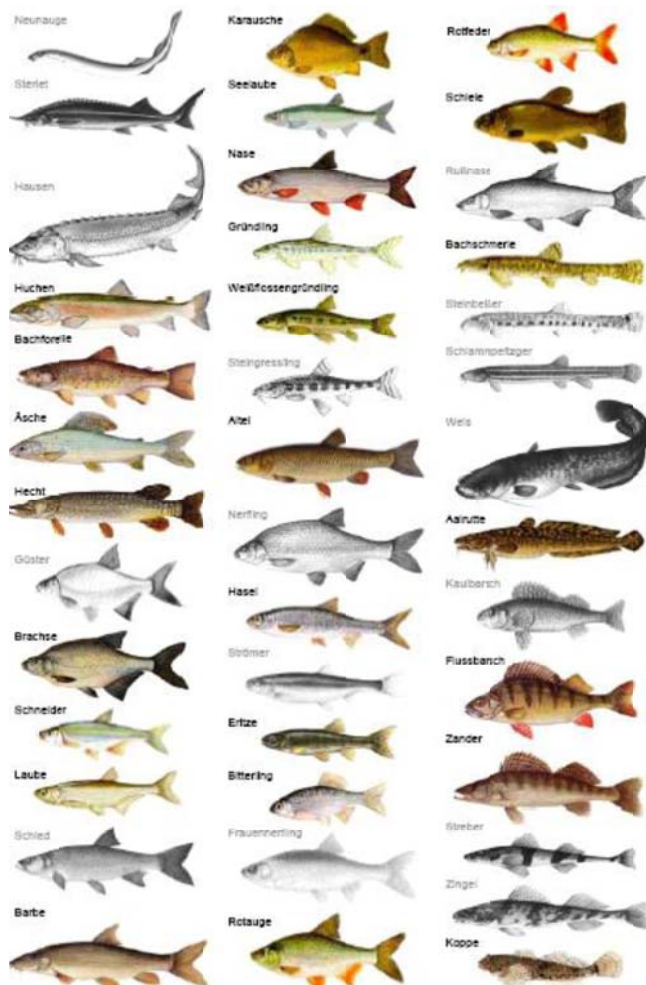 Neunauge
Sterlet
Hausen
Huchen
Bachforelle
Äsche
Hecht
Güster
Brachse
Schneider
Laube
Schied
Barbe
Karausche
Seelaube
Nase
Gründling
Weißflossengründling
Steingressling
Aitel
Nerfling
Hasel
Strömer
Elritze
Bitterling
Frauennerfling
Rotauge
Rotfeder
Schleie
Rußnase
Bachschmerle
Steinbeißer
Schlammpeitzger
Wels
Aalrutte
Kaulbarsch
Flussbarsch
Zander
Streber
Zingel
Koppe